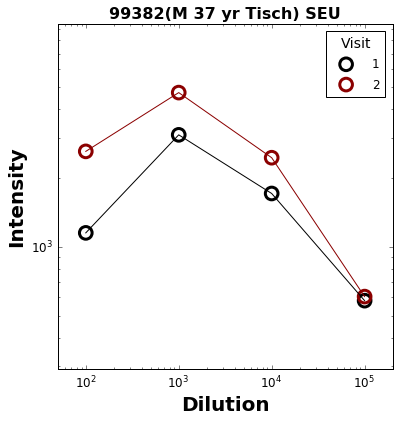 99382(M 37 yr Tisch) SEU
Visit
1
2
Intensity
10³
10² 10³ 10⁴ 10⁵
Dilution